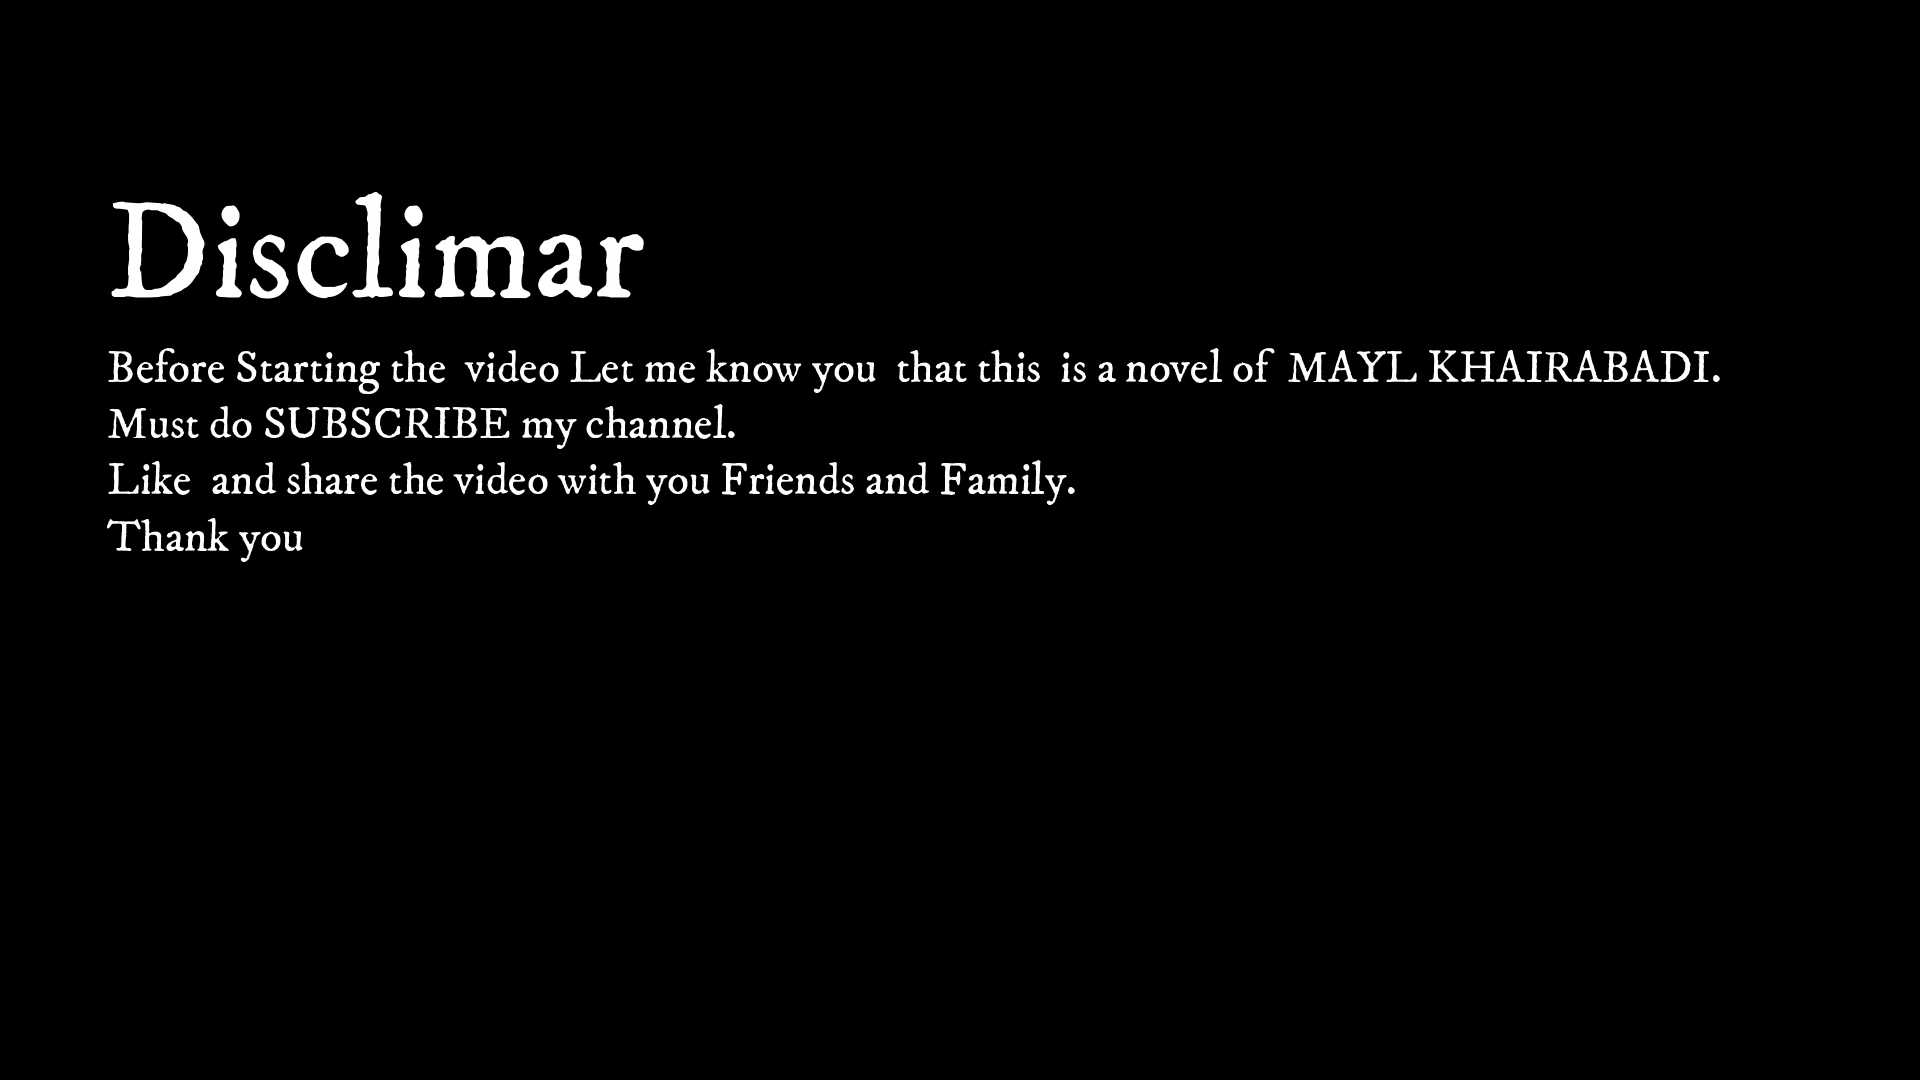 Disclimar
Before Starting the video Let me know you that this is a novel of MAYL KHAIRABADI.
Must do SUBSCRIBE my channel.
Like and share the video with you Friends and Family.
Thank you